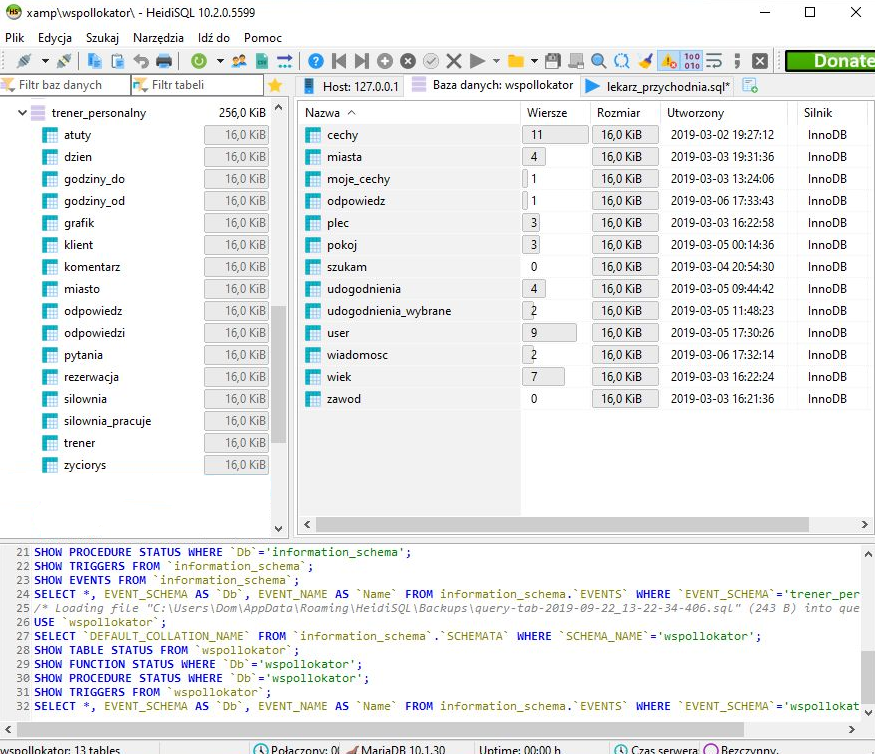 xamp\wspollokator\ - HeidiSQL 10.2.0.5599
Plik Edycja Szukaj Narzędzia Idź do Pomoc
Donate
Filtr baz danych Filtr tabeli Host: 127.0.0.1 Baza danych: wspollokator lekarz_przychodnia.sql*
trener_personalny 256,0 KiB
atuty 16,0 KiB
dzien 16,0 KiB
godziny_do 16,0 KiB
godziny_od 16,0 KiB
grafik 16,0 KiB
klient 16,0 KiB
komentarz 16,0 KiB
miasto 16,0 KiB
odpowiedz 16,0 KiB
odpowiedzi 16,0 KiB
pytania 16,0 KiB
rezerwacja 16,0 KiB
silownia 16,0 KiB
silownia_pracuje 16,0 KiB
trener 16,0 KiB
zyciorys 16,0 KiB
Nazwa Wiersze Rozmiar Utworzony Silnik
cechy 11 16,0 KiB 2019-03-02 19:27:12 InnoDB
miasta 4 16,0 KiB 2019-03-03 19:31:36 InnoDB
moje_cechy 1 16,0 KiB 2019-03-03 13:24:06 InnoDB
odpowiedz 1 16,0 KiB 2019-03-06 17:33:43 InnoDB
plec 3 16,0 KiB 2019-03-03 16:22:58 InnoDB
pokoj 3 16,0 KiB 2019-03-05 00:14:36 InnoDB
szukam 0 16,0 KiB 2019-03-04 20:54:30 InnoDB
udogodnienia 4 16,0 KiB 2019-03-05 09:44:42 InnoDB
udogodnienia_wybrane 2 16,0 KiB 2019-03-05 11:48:23 InnoDB
user 9 16,0 KiB 2019-03-05 17:30:26 InnoDB
wiadomosc 2 16,0 KiB 2019-03-06 17:32:14 InnoDB
wiek 7 16,0 KiB 2019-03-03 16:22:24 InnoDB
zawod 0 16,0 KiB 2019-03-03 16:21:36 InnoDB
21 SHOW PROCEDURE STATUS WHERE `Db`='information_schema';
22 SHOW TRIGGERS FROM `information_schema`;
23 SHOW EVENTS FROM `information_schema`;
24 SELECT *, EVENT_SCHEMA AS `Db`, EVENT_NAME AS `Name` FROM information_schema.`EVENTS` WHERE `EVENT_SCHEMA`='trener_per
25 /* Loading file "C:\Users\Dom\AppData\Roaming\HeidiSQL\Backups\query-tab-2019-09-22_13-22-34-406.sql" (243 B) into que
26 USE `wspollokator`;
27 SELECT `DEFAULT_COLLATION_NAME` FROM `information_schema`.`SCHEMATA` WHERE `SCHEMA_NAME`='wspollokator';
28 SHOW TABLE STATUS FROM `wspollokator`;
29 SHOW FUNCTION STATUS WHERE `Db`='wspollokator';
30 SHOW PROCEDURE STATUS WHERE `Db`='wspollokator';
31 SHOW TRIGGERS FROM `wspollokator`;
32 SELECT *, EVENT_SCHEMA AS `Db`, EVENT_NAME AS `Name` FROM information_schema.`EVENTS` WHERE `EVENT_SCHEMA`='wspollokat
wspollokator: 13 tables Połączony: 0 MariaDB 10.1.30 Uptime: 00:00 h Czas serwera Bezczynny.